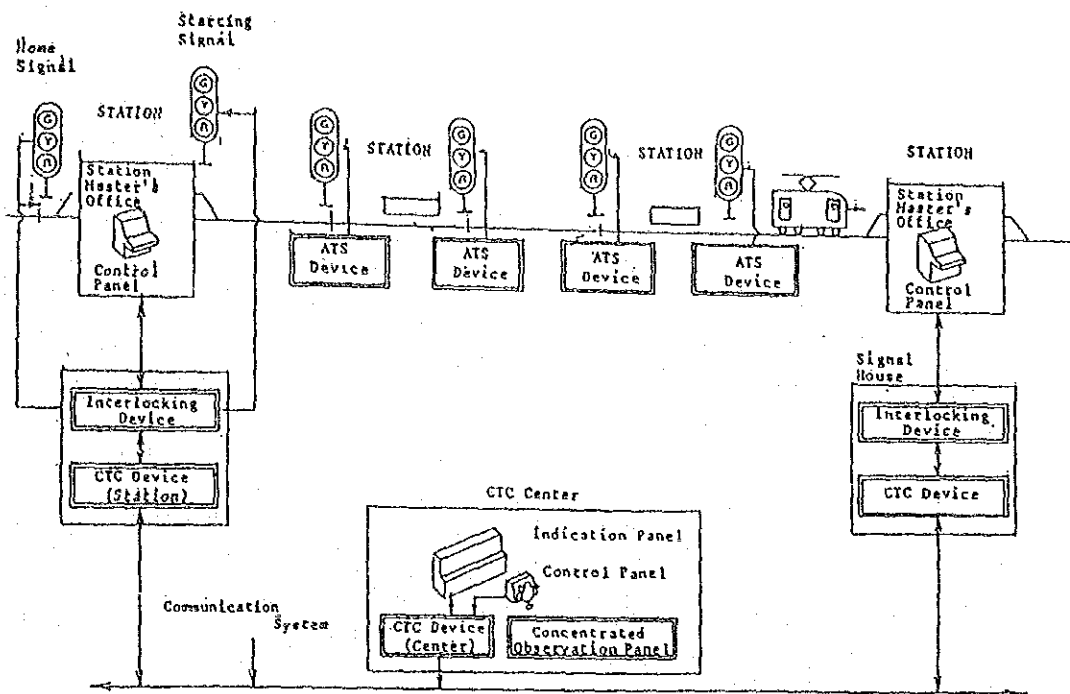 Home
Signal
Starting
Signal
STATION
G
Y
R
G
Y
R
Station
Master's
Office
Control
Panel
G
Y
R
STATION
G
Y
R
G
Y
R
STATION
G
Y
R
STATION
Station
Master's
Office
Control
Panel
ATS
Device
ATS
Device
ATS
Device
ATS
Device
Interlocking
Device
CTC Device
(Station)
Signal
House
Interlocking
Device
CTC Device
CTC Center
Indication Panel
Control Panel
CTC Device
(Center)
Concentrated
Observation Panel
Communication
System